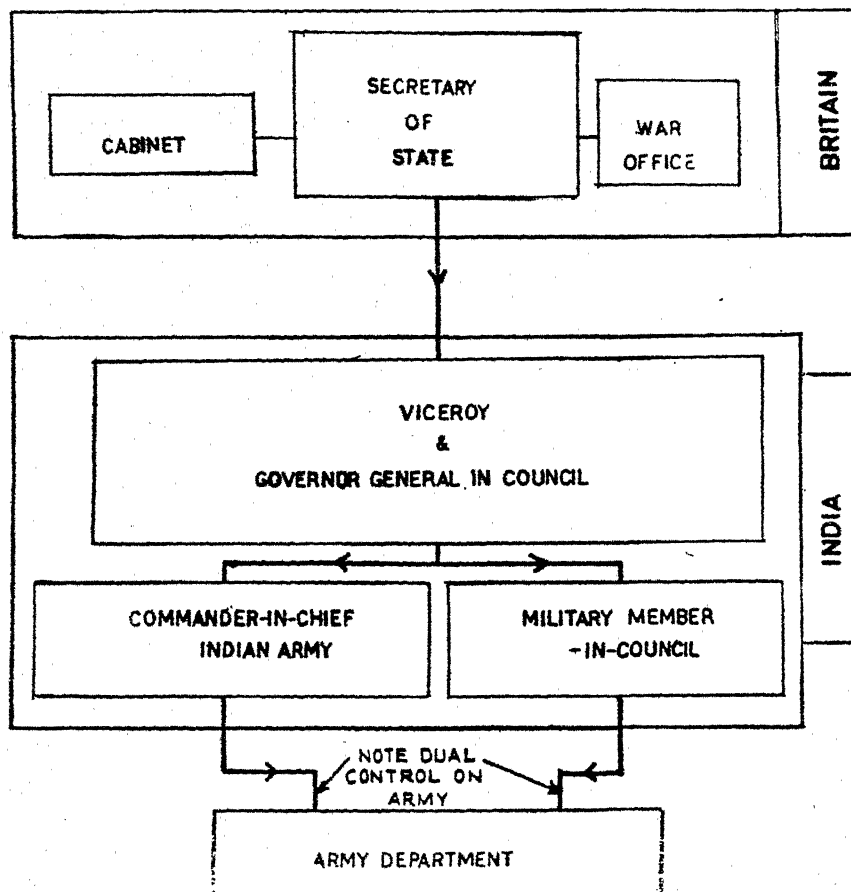 CABINET
SECRETARY
OF
STATE
WAR
OFFICE
BRITAIN
VICEROY
&
GOVERNOR GENERAL IN COUNCIL
INDIA
COMMANDER-IN-CHIEF
INDIAN ARMY
MILITARY MEMBER
-IN-COUNCIL
NOTE DUAL
CONTROL ON
ARMY
ARMY DEPARTMENT